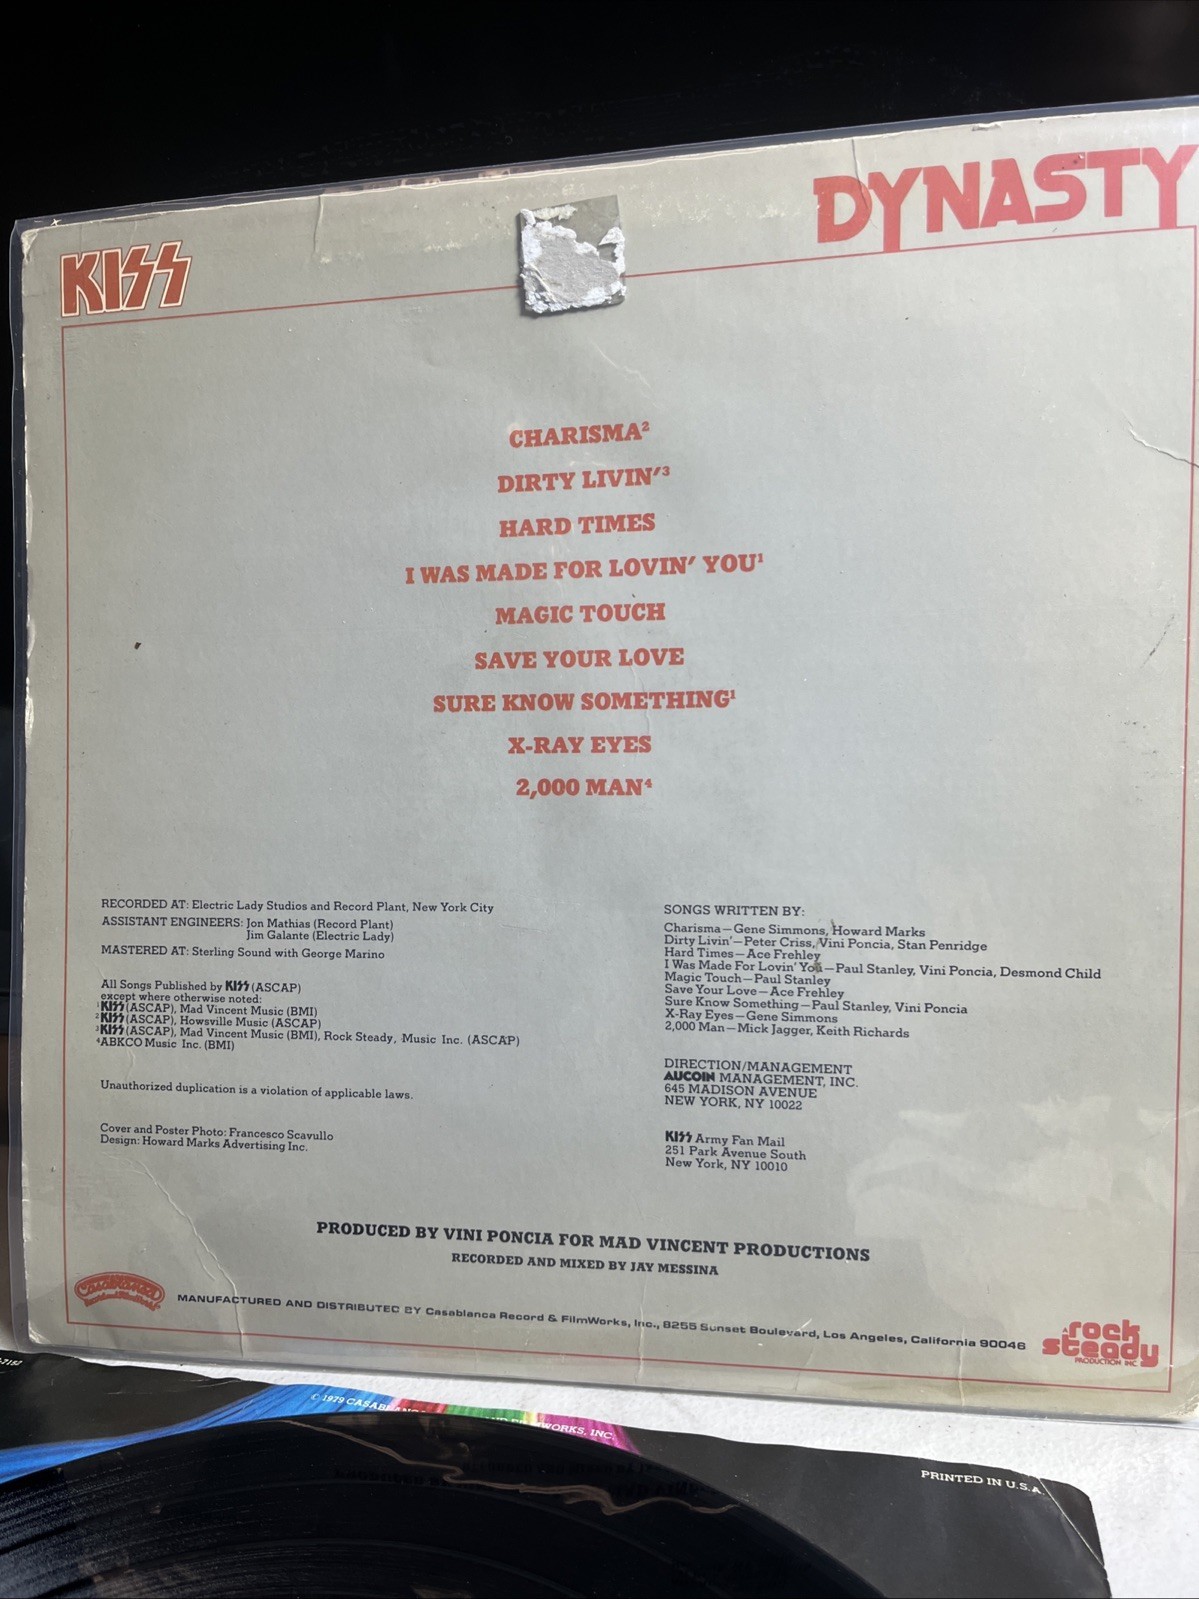 DYNASTY
KISS
CHARISMA²
DIRTY LIVIN'³
HARD TIMES
I WAS MADE FOR LOVIN' YOU¹
MAGIC TOUCH
SAVE YOUR LOVE
SURE KNOW SOMETHING¹
X-RAY EYES
2,000 MAN⁴
RECORDED AT: Electric Lady Studios and Record Plant, New York City
ASSISTANT ENGINEERS: Jon Mathias (Record Plant)
Jim Galante (Electric Lady)
MASTERED AT: Sterling Sound with George Marino
All Songs Published by KISS (ASCAP)
except where otherwise noted:
¹KISS (ASCAP), Mad Vincent Music (BMI)
²KISS (ASCAP), Howsville Music (ASCAP)
³KISS (ASCAP), Mad Vincent Music (BMI), Rock Steady, Music Inc. (ASCAP)
⁴ABKCO Music Inc. (BMI)
Unauthorized duplication is a violation of applicable laws.
Cover and Poster Photo: Francesco Scavullo
Design: Howard Marks Advertising Inc.
SONGS WRITTEN BY:
Charisma—Gene Simmons, Howard Marks
Dirty Livin'—Peter Criss, Vini Poncia, Stan Penridge
Hard Times—Ace Frehley
I Was Made For Lovin' You—Paul Stanley, Vini Poncia, Desmond Child
Magic Touch—Paul Stanley
Save Your Love—Ace Frehley
Sure Know Something—Paul Stanley, Vini Poncia
X-Ray Eyes—Gene Simmons
2,000 Man—Mick Jagger, Keith Richards
DIRECTION/MANAGEMENT
AUCOIN MANAGEMENT, INC.
645 MADISON AVENUE
NEW YORK, NY 10022
KISS Army Fan Mail
251 Park Avenue South
New York, NY 10010
PRODUCED BY VINI PONCIA FOR MAD VINCENT PRODUCTIONS
RECORDED AND MIXED BY JAY MESSINA
Casablanca
MANUFACTURED AND DISTRIBUTED BY Casablanca Record & FilmWorks, Inc., 8255 Sunset Boulevard, Los Angeles, California 90046
A rock steady
PRODUCTION INC
-7152
© 1979 CASABLANCA AND FILMWORKS, INC.
PRINTED IN U.S.A.